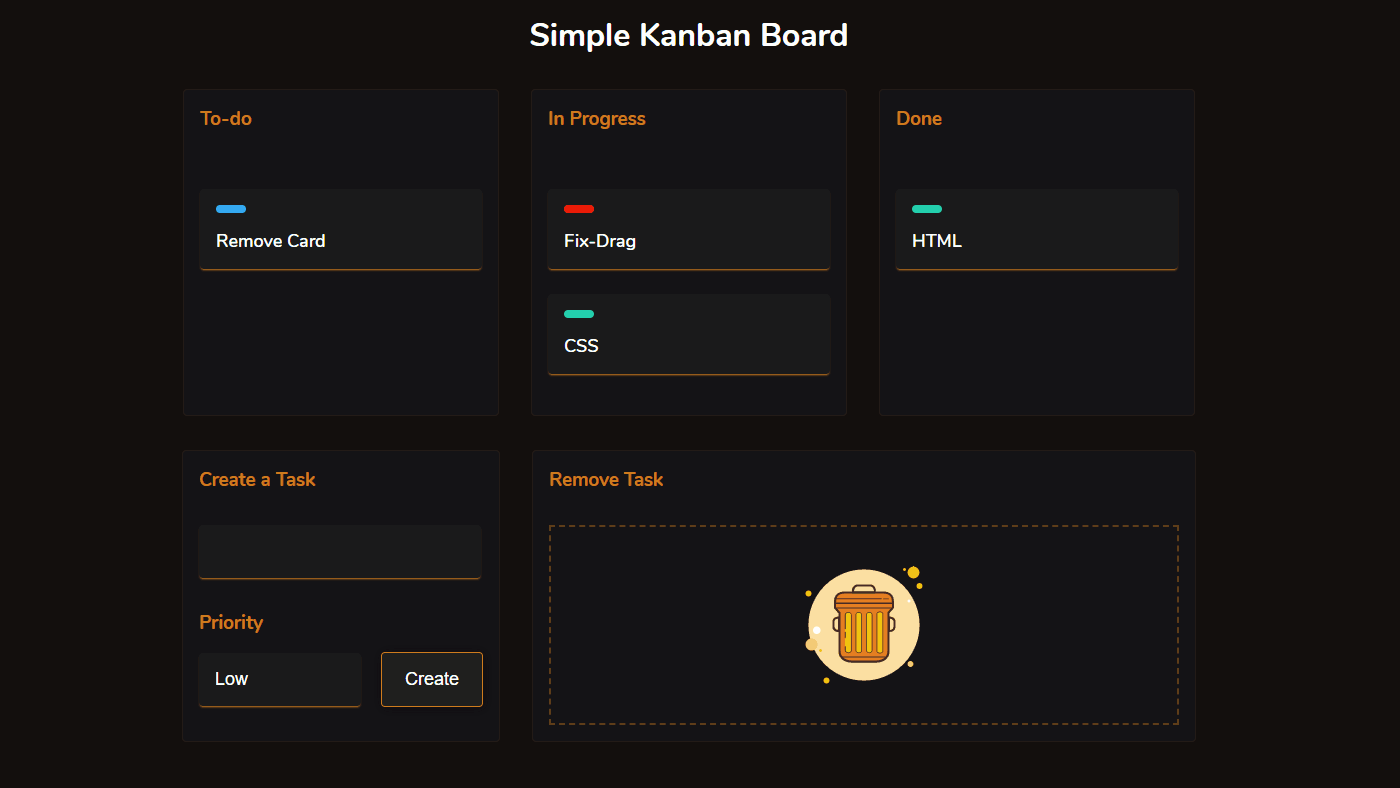 Simple Kanban Board
To-do
Remove Card
In Progress
Fix-Drag
CSS
Done
HTML
Create a Task
Priority
Low
Create
Remove Task